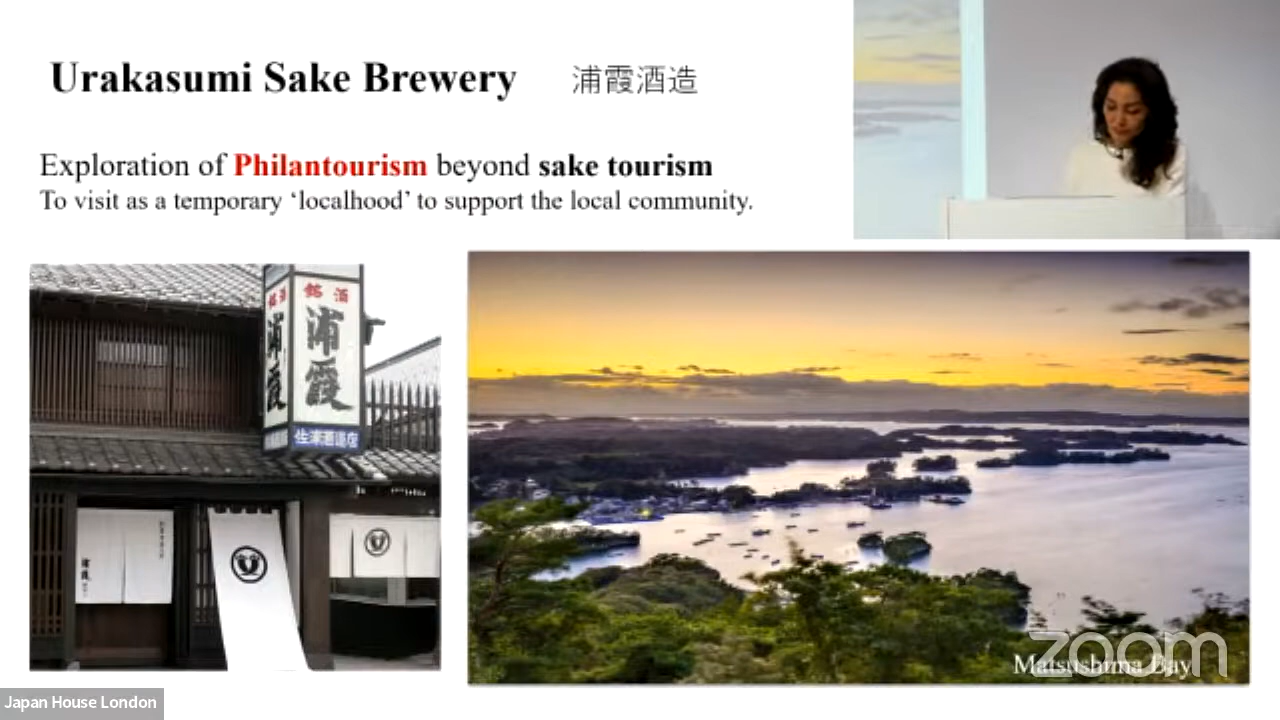 Urakasumi Sake Brewery 浦霞酒造
Exploration of Philantourism beyond sake tourism
To visit as a temporary ‘localhood’ to support the local community.
銘酒
浦霞
佐浦酒造店
浦霞
Matsushima Bay
zoom
Japan House London